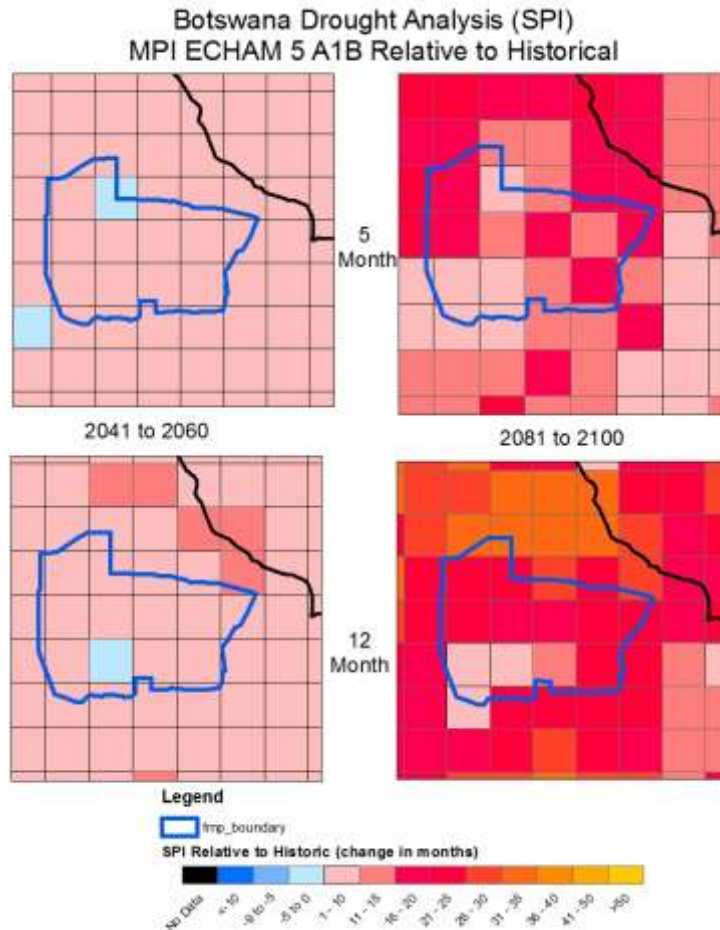 Botswana Drought Analysis (SPI)
MPI ECHAM 5 A1B Relative to Historical
5
Month
2041 to 2060
2081 to 2100
12
Month
Legend
fmp_boundary
SPI Relative to Historic (change in months)
No Data
<-10
-9 to -5
-5 to 0
1 - 10
11 - 15
16 - 20
21 - 25
26 - 30
31 - 35
36 - 40
41 - 50
>50